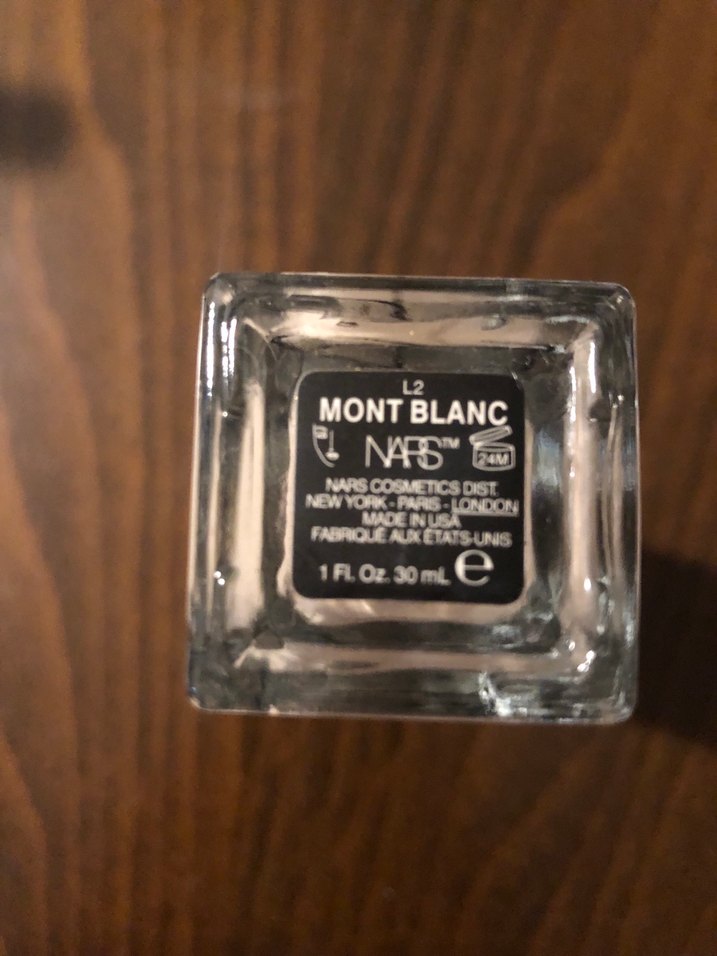 L2
MONT BLANC
NARS™
24M
NARS COSMETICS DIST.
NEW YORK - PARIS - LONDON
MADE IN USA
FABRIQUÉ AUX ÉTATS-UNIS
1 Fl. Oz. 30 mL e